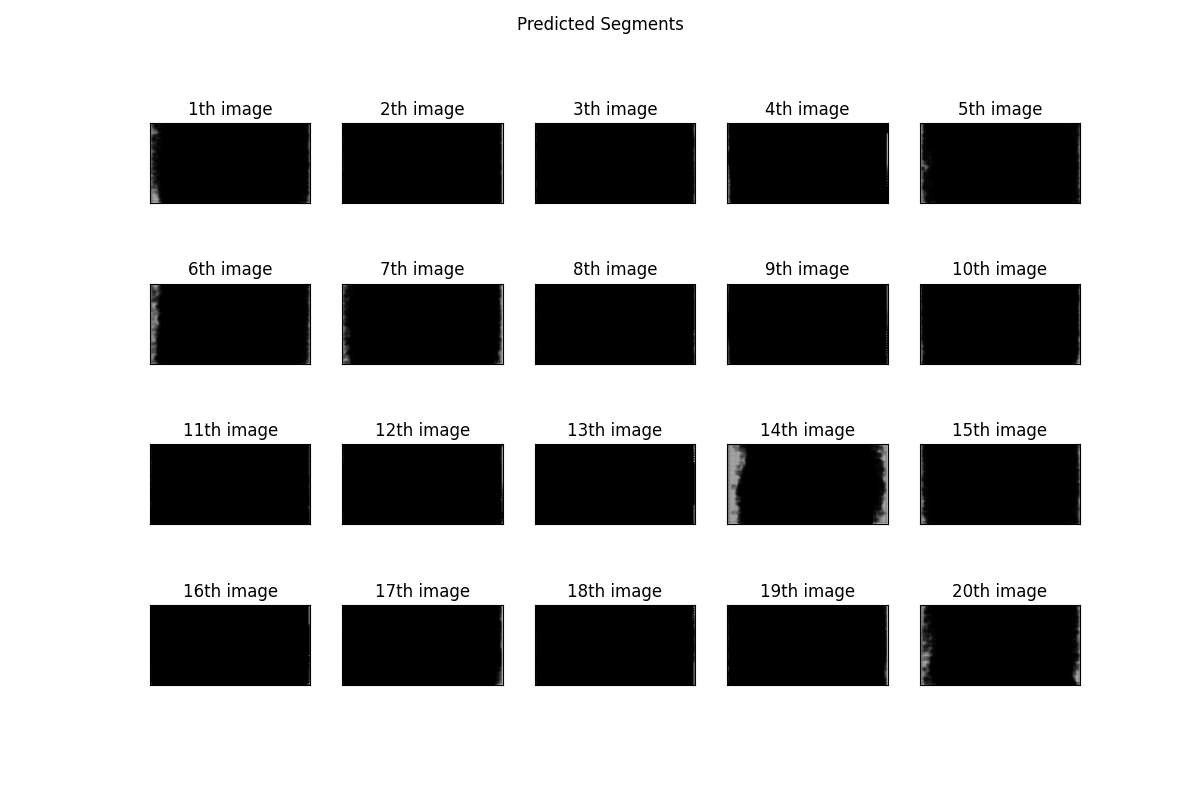 Predicted Segments
1th image 2th image 3th image 4th image 5th image
6th image 7th image 8th image 9th image 10th image
11th image 12th image 13th image 14th image 15th image
16th image 17th image 18th image 19th image 20th image